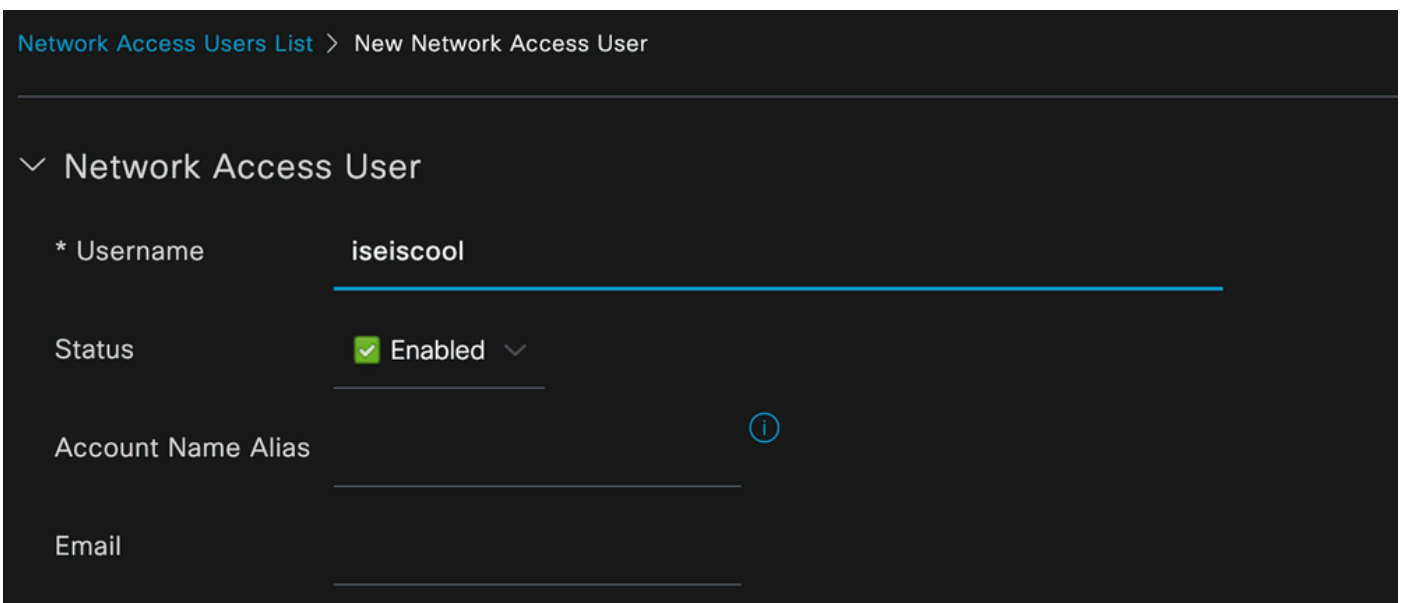 Network Access Users List > New Network Access User
Network Access User
* Username iseiscool
Status Enabled
Account Name Alias
Email